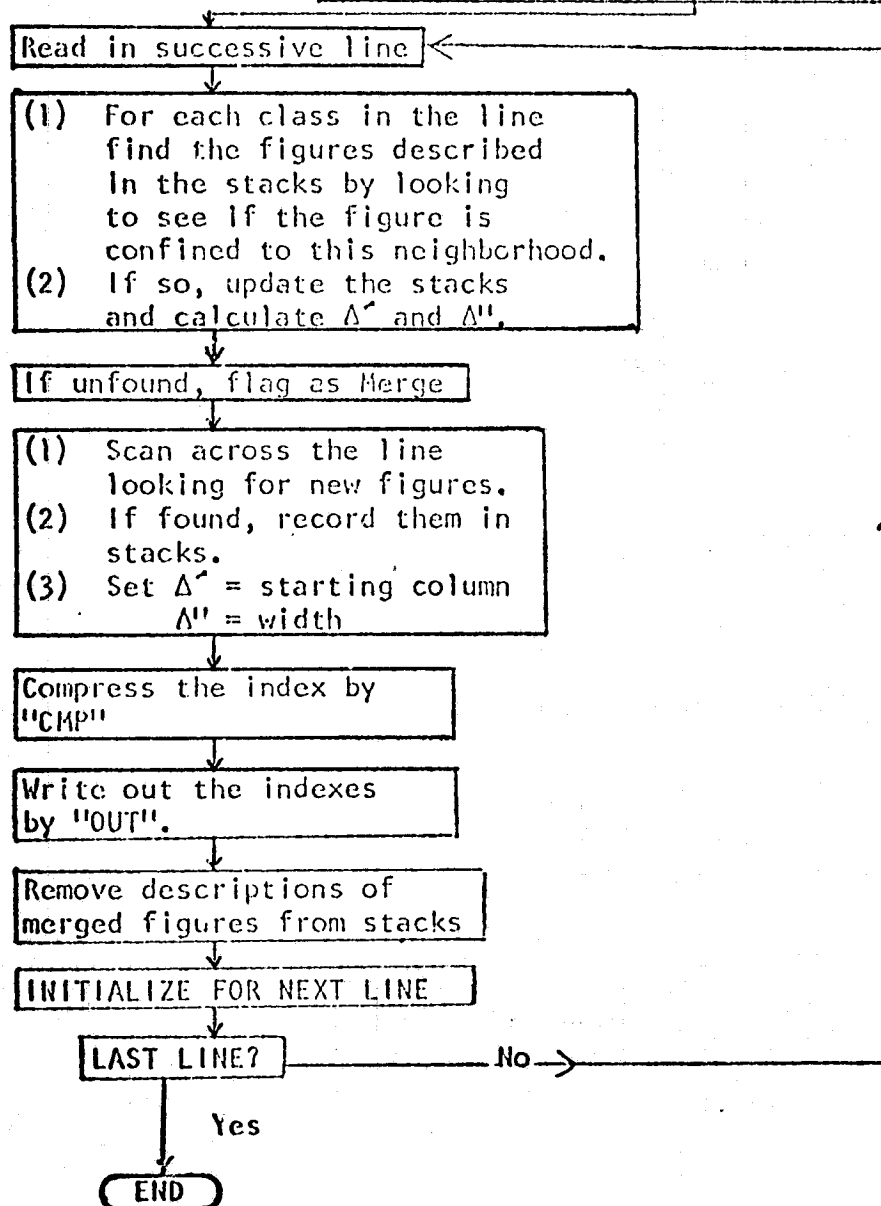 Read in successive line
(1) For each class in the line
find the figures described
in the stacks by looking
to see if the figure is
confined to this neighborhood.
(2) If so, update the stacks
and calculate Δ' and Δ".
If unfound, flag as Merge
(1) Scan across the line
looking for new figures.
(2) If found, record them in
stacks.
(3) Set Δ' = starting column
Δ" = width
Compress the index by
"CMP"
Write out the indexes
by "OUT".
Remove descriptions of
merged figures from stacks
INITIALIZE FOR NEXT LINE
LAST LINE?
No
Yes
END